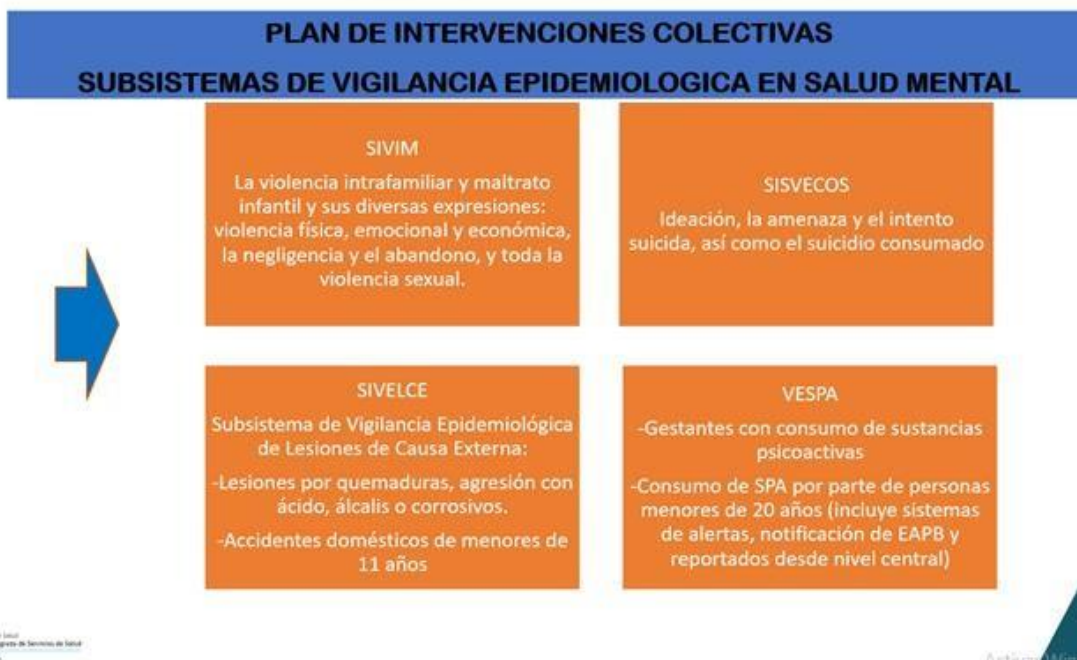 PLAN DE INTERVENCIONES COLECTIVAS
SUBSISTEMAS DE VIGILANCIA EPIDEMIOLOGICA EN SALUD MENTAL
SIVIM
La violencia intrafamiliar y maltrato
infantil y sus diversas expresiones:
violencia física, emocional y económica,
la negligencia y el abandono, y toda la
violencia sexual.
SISVECOS
Ideación, la amenaza y el intento
suicida, así como el suicidio consumado
SIVELCE
Subsistema de Vigilancia Epidemiológica
de Lesiones de Causa Externa:
-Lesiones por quemaduras, agresión con
ácido, álcalis o corrosivos.
-Accidentes domésticos de menores de
11 años
VESPA
-Gestantes con consumo de sustancias
psicoactivas
-Consumo de SPA por parte de personas
menores de 20 años (incluye sistemas
de alertas, notificación de EAPB y
reportados desde nivel central)
de Servicios de Salud